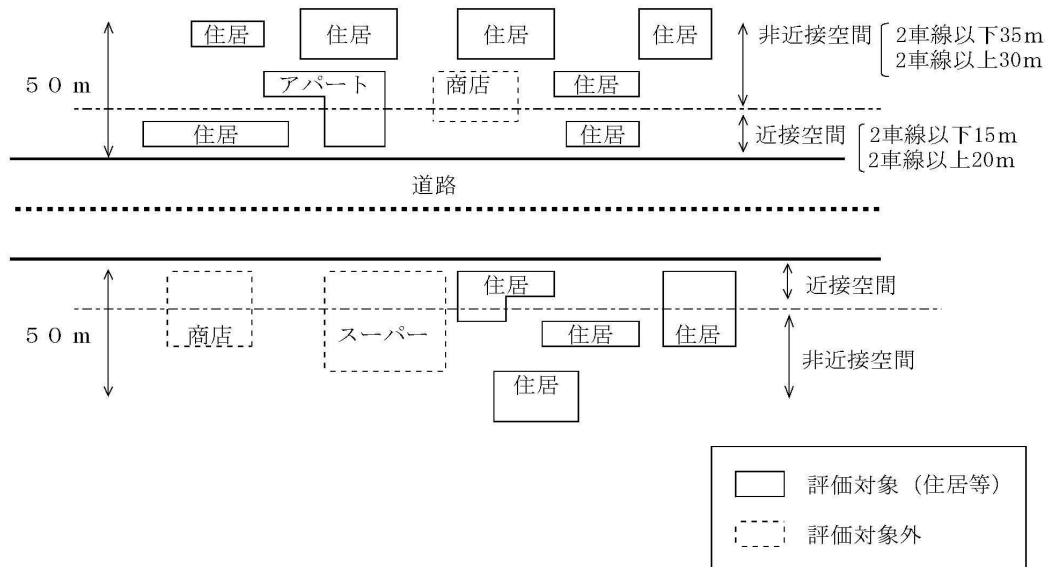 住居
住居
住居
住居
非近接空間
2車線以下35m
2車線以上30m
50m
アパート
商店
住居
住居
住居
近接空間
2車線以下15m
2車線以上20m
道路
住居
近接空間
50m
商店
スーパー
住居
住居
非近接空間
住居
評価対象（住居等）
評価対象外